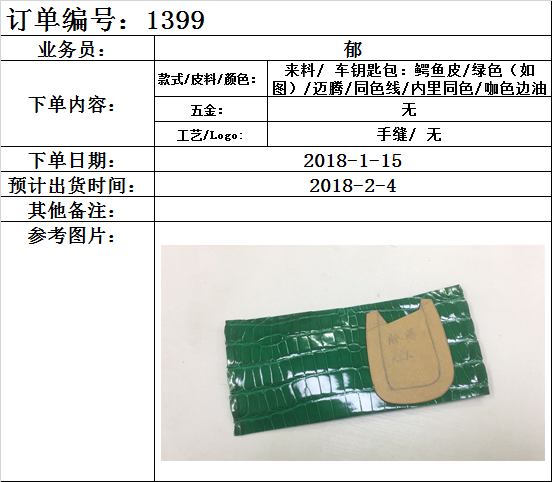 订单编号：1399
业务员：
郁
下单内容：
款式/皮料/颜色：
来料/ 车钥匙包：鳄鱼皮/绿色（如
图）/迈腾/同色线/内里同色/咖色边油
五金：
无
工艺/Logo:
手缝/ 无
下单日期：
2018-1-15
预计出货时间：
2018-2-4
其他备注：
参考图片：